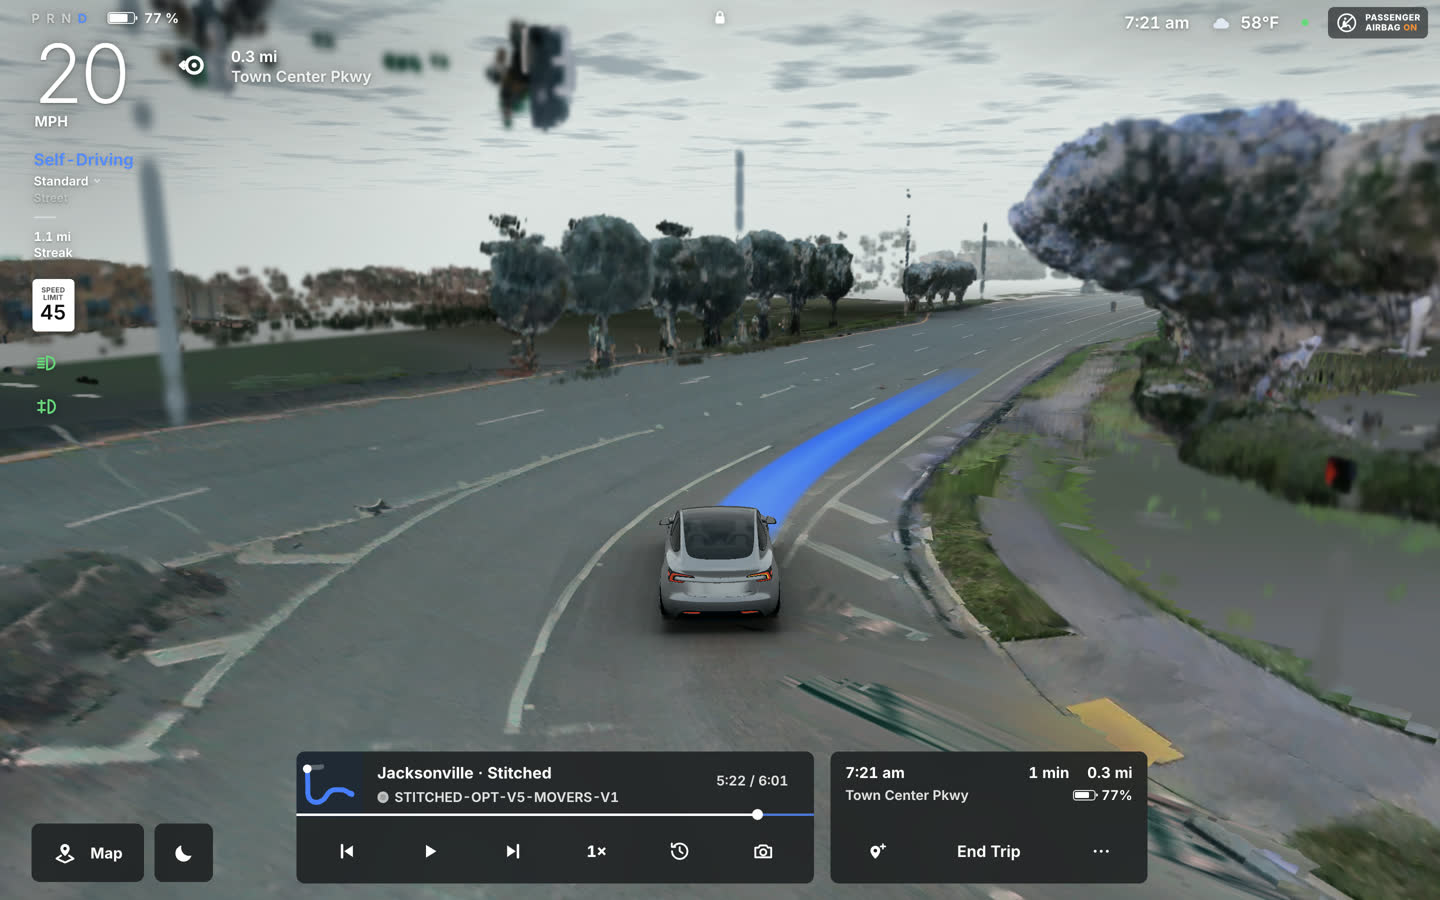 P R N D 77 %
7:21 am 58°F
PASSENGER
AIRBAG ON
20
MPH
0.3 mi
Town Center Pkwy
Self-Driving
Standard
Street
1.1 mi
Streak
SPEED
LIMIT
45
Map
Jacksonville · Stitched
STITCHED-OPT-V5-MOVERS-V1
5:22 / 6:01
1×
7:21 am 1 min 0.3 mi
Town Center Pkwy 77%
End Trip